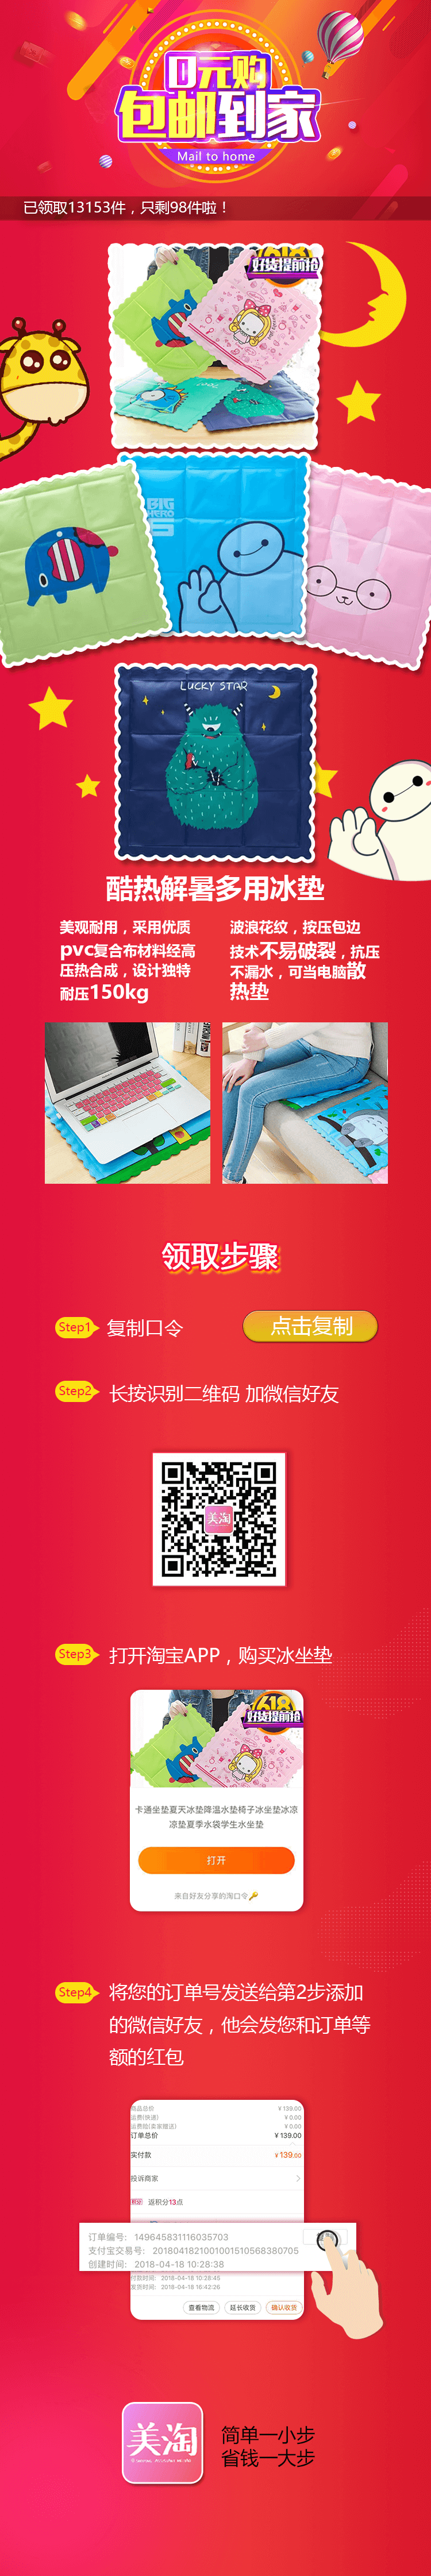 0元购
包邮到家
Mail to home
已领取13153件，只剩98件啦！
618
好货提前抢
BIG
HERO
LUCKY STAR
酷热解暑多用冰垫
美观耐用，采用优质
pvc复合布材料经高
压热合成，设计独特
耐压150kg
波浪花纹，按压包边
技术不易破裂，抗压
不漏水，可当电脑散
热垫
领取步骤
Step1 复制口令 点击复制
Step2 长按识别二维码 加微信好友
美淘
Step3 打开淘宝APP，购买冰坐垫
618
好货提前抢
卡通坐垫夏天冰垫降温水垫椅子冰坐垫冰凉
凉垫夏季水袋学生水坐垫
打开
来自好友分享的淘口令
Step4 将您的订单号发送给第2步添加
的微信好友，他会发您和订单等
额的红包
商品总价 ¥ 139.00
运费(快递) ¥ 0.00
运费险(卖家赠送) ¥ 0.00
订单总价 ¥ 139.00
实付款 ¥ 139.00
投诉商家
返积分13点
订单编号: 149645831116035703
支付宝交易号: 2018041821001001510568380705
创建时间: 2018-04-18 10:28:38
付款时间: 2018-04-18 10:28:45
发货时间: 2018-04-18 16:42:26
查看物流 延长收货 确认收货
美淘
简单一小步
省钱一大步